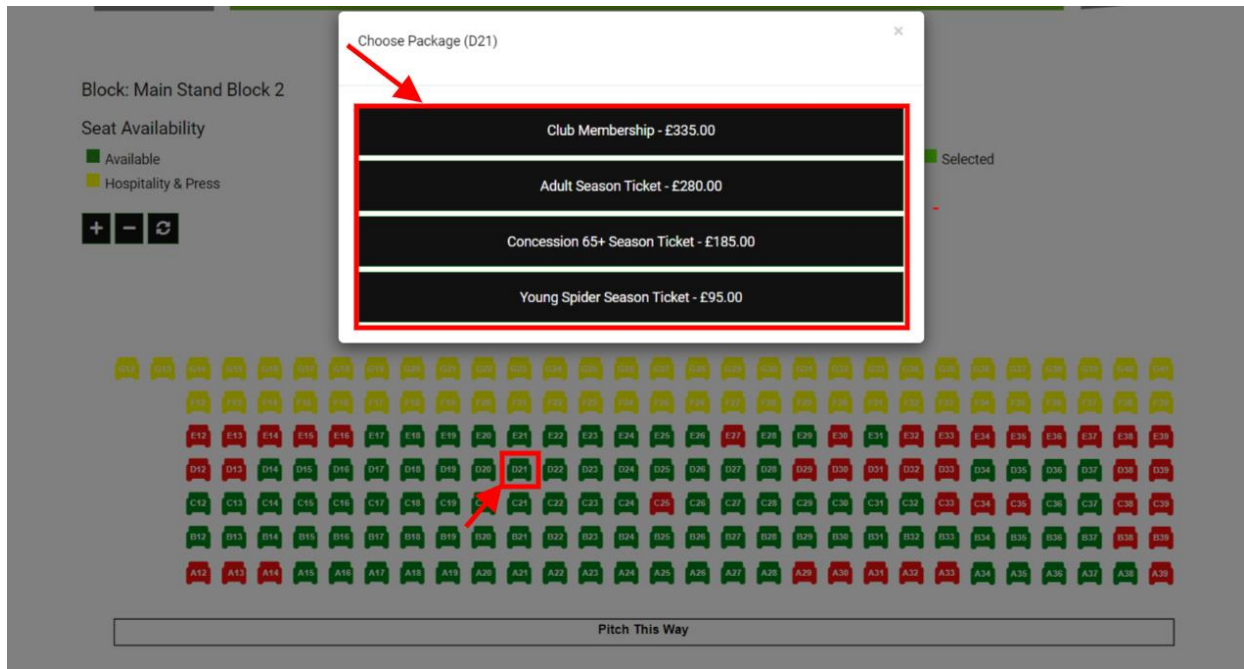 Choose Package (D21)
×
Block: Main Stand Block 2
Club Membership - £335.00
Seat Availability
Available
Selected
Hospitality & Press
Adult Season Ticket - £280.00
Concession 65+ Season Ticket - £185.00
Young Spider Season Ticket - £95.00
E12 E13 E14 E15 E16 E17 E18 E19 E20 E21 E22 E23 E24 E25 E26 E27 E28 E29 E30 E31 E32 E33 E34 E35 E36 E37 E38 E39
D12 D13 D14 D15 D16 D17 D18 D19 D20 D21 D22 D23 D24 D25 D26 D27 D28 D29 D30 D31 D32 D33 D34 D35 D36 D37 D38 D39
C12 C13 C14 C15 C16 C17 C18 C19 C21 C22 C23 C24 C25 C26 C27 C28 C29 C30 C31 C32 C33 C34 C35 C36 C37 C38 C39
B12 B13 B14 B15 B16 B17 B18 B19 B20 B21 B22 B23 B24 B25 B26 B27 B28 B29 B30 B31 B32 B33 B34 B35 B36 B37 B38 B39
A12 A13 A14 A15 A16 A17 A18 A19 A20 A21 A22 A23 A24 A25 A26 A27 A28 A29 A30 A31 A32 A33 A34 A35 A36 A37 A38 A39
Pitch This Way